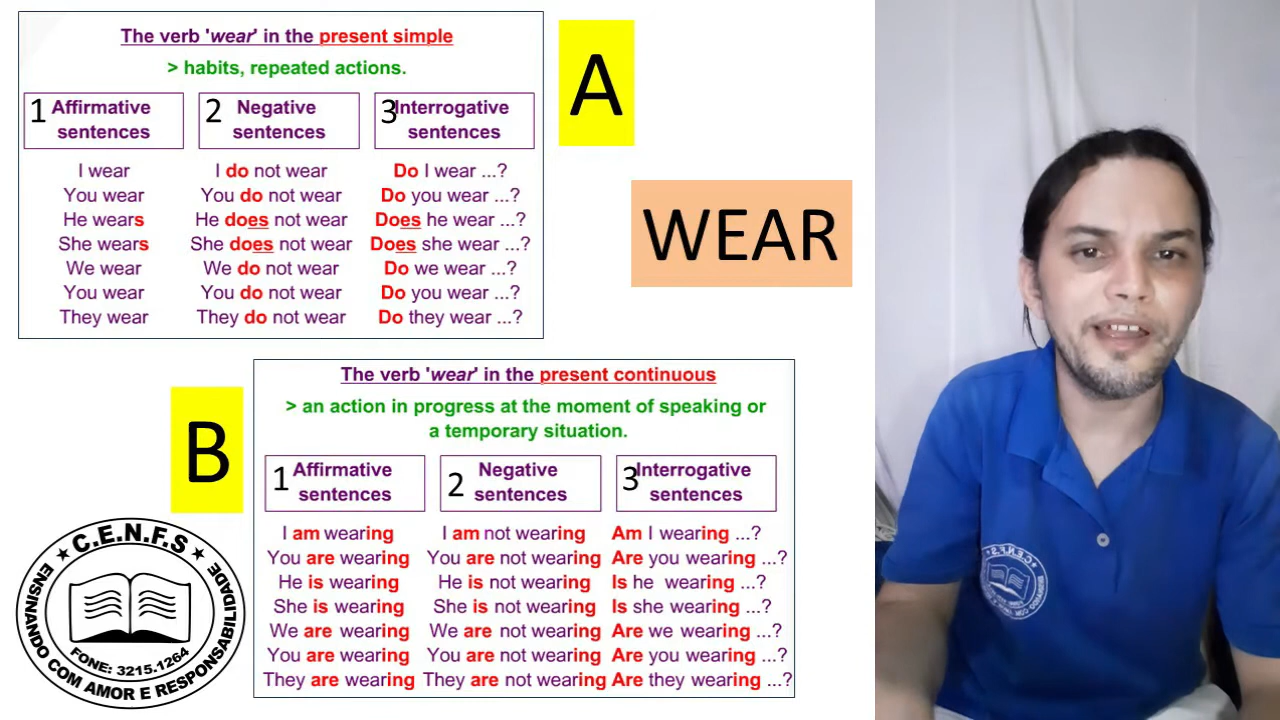 The verb 'wear' in the present simple
> habits, repeated actions.
1 Affirmative sentences
2 Negative sentences
3 Interrogative sentences
I wear
I do not wear
Do I wear ...?
You wear
You do not wear
Do you wear ...?
He wears
He does not wear
Does he wear ...?
She wears
She does not wear
Does she wear ...?
We wear
We do not wear
Do we wear ...?
You wear
You do not wear
Do you wear ...?
They wear
They do not wear
Do they wear ...?
A
WEAR
B
The verb 'wear' in the present continuous
> an action in progress at the moment of speaking or
a temporary situation.
1 Affirmative sentences
2 Negative sentences
3 Interrogative sentences
I am wearing
I am not wearing
Am I wearing ...?
You are wearing
You are not wearing
Are you wearing ...?
He is wearing
He is not wearing
Is he wearing ...?
She is wearing
She is not wearing
Is she wearing ...?
We are wearing
We are not wearing
Are we wearing ...?
You are wearing
You are not wearing
Are you wearing ...?
They are wearing
They are not wearing
Are they wearing ...?
C.E.N.F.S
ENSINANDO COM AMOR E RESPONSABILIDADE
FONE: 3215.1264